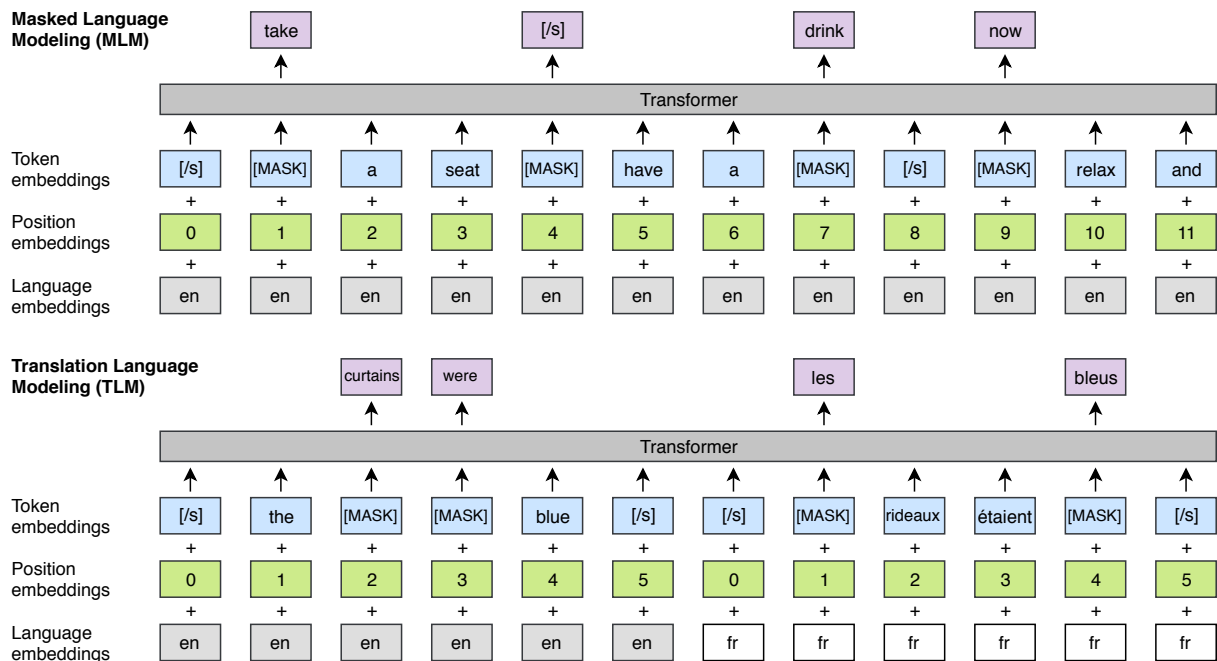 Masked Language
Modeling (MLM)
take [/s] drink now
Transformer
Token
embeddings
[/s] [MASK] a seat [MASK] have a [MASK] [/s] [MASK] relax and
+ + + + + + + + + + + +
Position
embeddings
0 1 2 3 4 5 6 7 8 9 10 11
+ + + + + + + + + + + +
Language
embeddings
en en en en en en en en en en en en
Translation Language
Modeling (TLM)
curtains were les bleus
Transformer
Token
embeddings
[/s] the [MASK] [MASK] blue [/s] [/s] [MASK] rideaux étaient [MASK] [/s]
+ + + + + + + + + + + +
Position
embeddings
0 1 2 3 4 5 0 1 2 3 4 5
+ + + + + + + + + + + +
Language
embeddings
en en en en en en fr fr fr fr fr fr